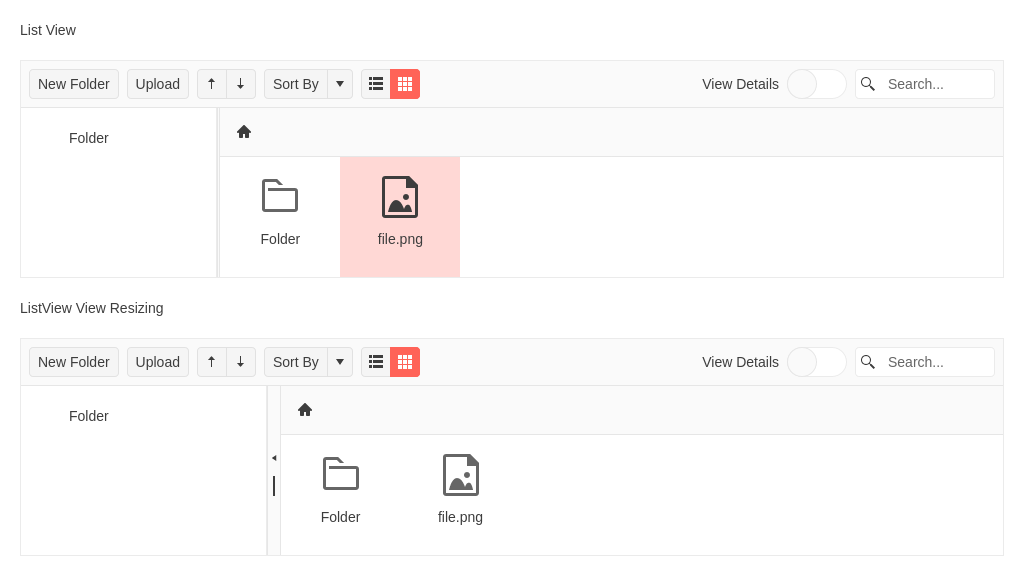 List View
New Folder Upload Sort By View Details Search...
Folder
Folder file.png
ListView View Resizing
New Folder Upload Sort By View Details Search...
Folder
Folder file.png